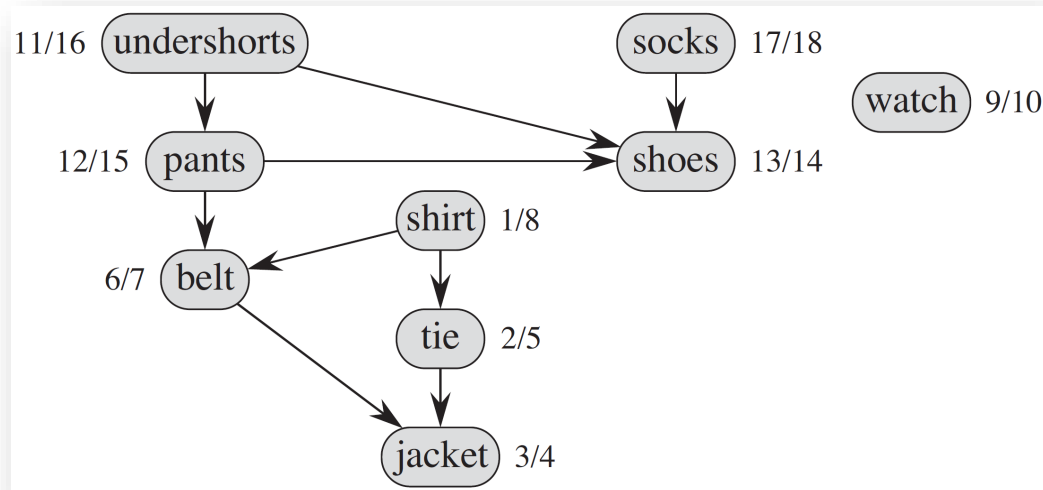 11/16 undershorts socks 17/18
watch 9/10
12/15 pants shoes 13/14
shirt 1/8
6/7 belt
tie 2/5
jacket 3/4